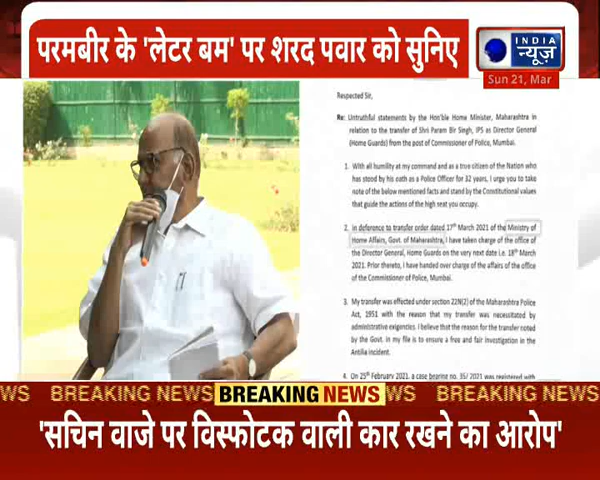 परमबीर के 'लेटर बम' पर शरद पवार को सुनिए
INDIA
न्यूज़
Sun 21, Mar
Respected Sir,
Re: Untruthful statements by the Hon'ble Home Minister, Maharashtra in
relation to the transfer of Shri Param Bir Singh, IPS as Director General
(Home Guards) from the post of Commissioner of Police, Mumbai.
1. With all humility at my command and as a true citizen of the Nation who
has stood by his oath as a Police Officer for 32 years, I urge you to take
note of the below mentioned facts and stand by the Constitutional values
that guide the actions of the high seat you occupy.
2. In deference to transfer order dated 17th March 2021 of the Ministry of
Home Affairs, Govt. of Maharashtra, I have taken charge of the office of
the Director General, Home Guards on the very next date i.e. 18th March
2021. Prior thereto, I have handed over charge of the affairs of the office
of the Commissioner of Police, Mumbai.
3. My transfer was effected under section 22N(2) of the Maharashtra Police
Act, 1951 with the reason that my transfer was necessitated by
administrative exigencies. I believe that the reason for the transfer noted
by the Govt. in my file is to ensure a free and fair investigation in the
Antilia incident.
4. On 25th February 2021, a case bearing no. 35/2021 was registered with
WS BREAKING NEWS BREAKING NEWS BREAKING NEWS
'सचिन वाजे पर विस्फोटक वाली कार रखने का आरोप'